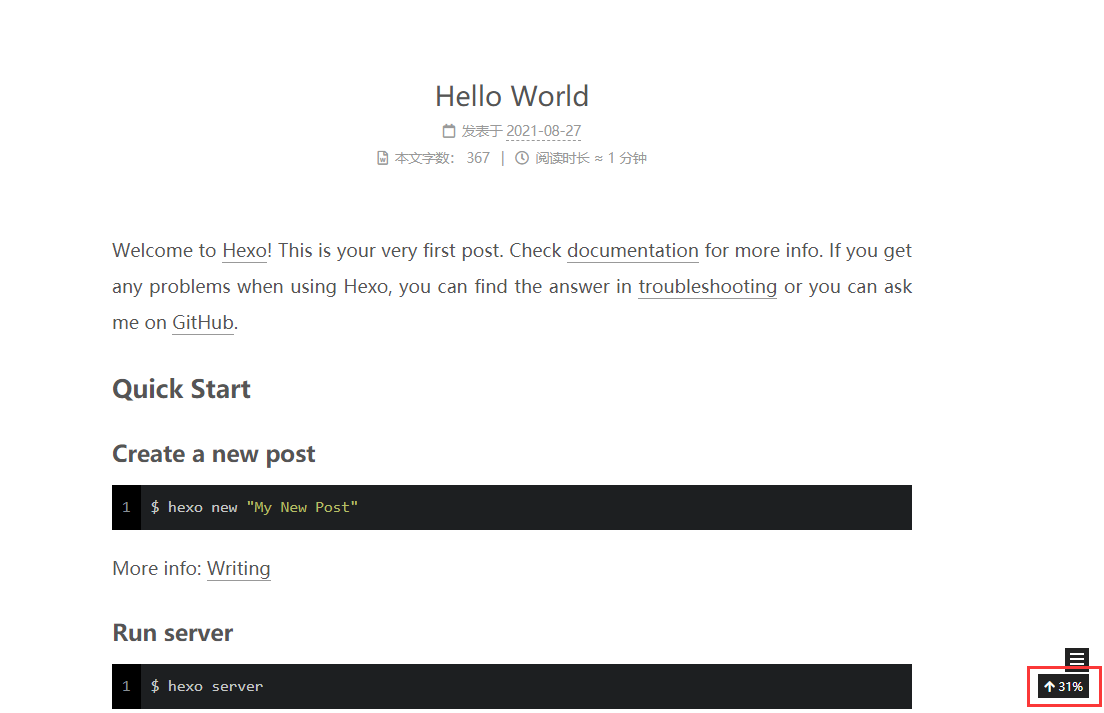 Hello World
发表于 2021-08-27
本文字数： 367 | 阅读时长 ≈ 1 分钟
Welcome to Hexo! This is your very first post. Check documentation for more info. If you get
any problems when using Hexo, you can find the answer in troubleshooting or you can ask
me on GitHub.
Quick Start
Create a new post
1 $ hexo new "My New Post"
More info: Writing
Run server
1 $ hexo server
31%